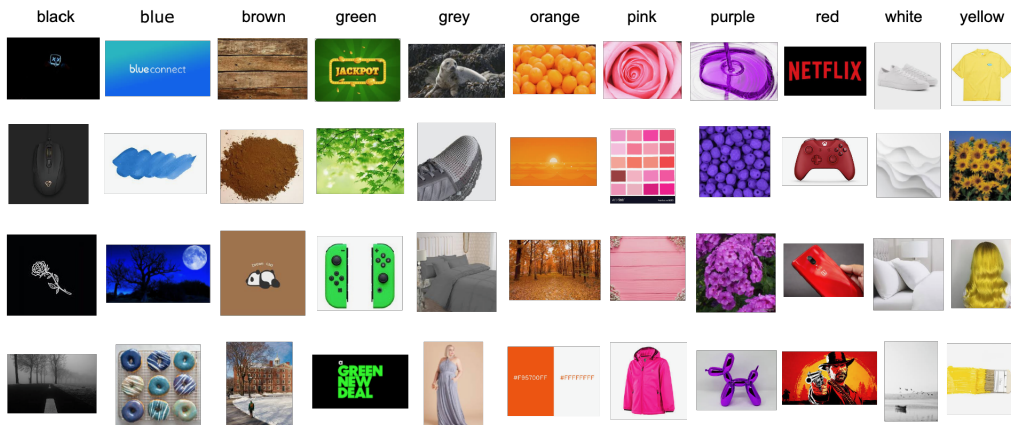 black blue brown green grey orange pink purple red white yellow
blueconnect
JACKPOT
NETFLIX
a
GREEN
NEW
DEAL
#F95700FF #FFFFFFFF